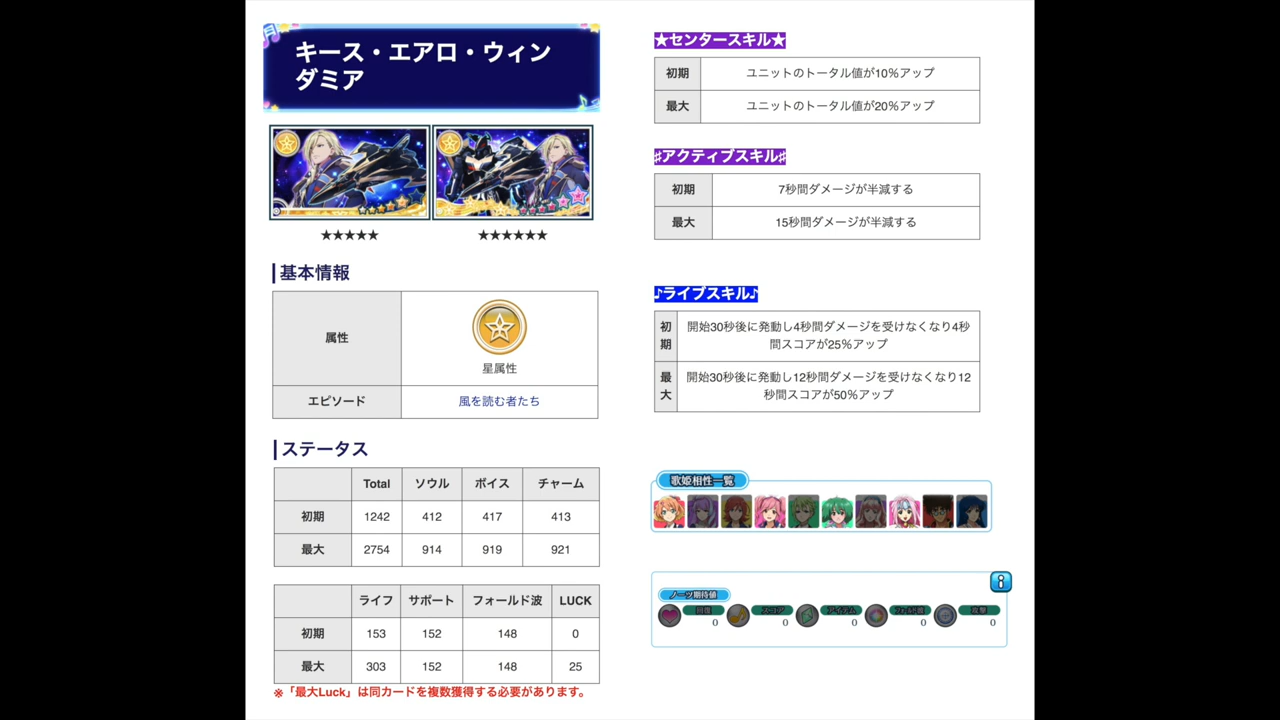 キース・エアロ・ウィン
ダミア
★★★★★ ★★★★★★
基本情報
属性 星属性
エピソード 風を読む者たち
ステータス
Total ソウル ボイス チャーム
初期 1242 412 417 413
最大 2754 914 919 921
ライフ サポート フォールド波 LUCK
初期 153 152 148 0
最大 303 152 148 25
※「最大Luck」は同カードを複数獲得する必要があります。
★センタースキル★
初期 ユニットのトータル値が10%アップ
最大 ユニットのトータル値が20%アップ
♯アクティブスキル♯
初期 7秒間ダメージが半減する
最大 15秒間ダメージが半減する
♪ライブスキル♪
初期 開始30秒後に発動し4秒間ダメージを受けなくなり4秒
間スコアが25%アップ
最大 開始30秒後に発動し12秒間ダメージを受けなくなり12
秒間スコアが50%アップ
歌姫相性一覧
ノーツ期待値
回復 スコア アイテム フォールド波 攻撃
0 0 0 0 0